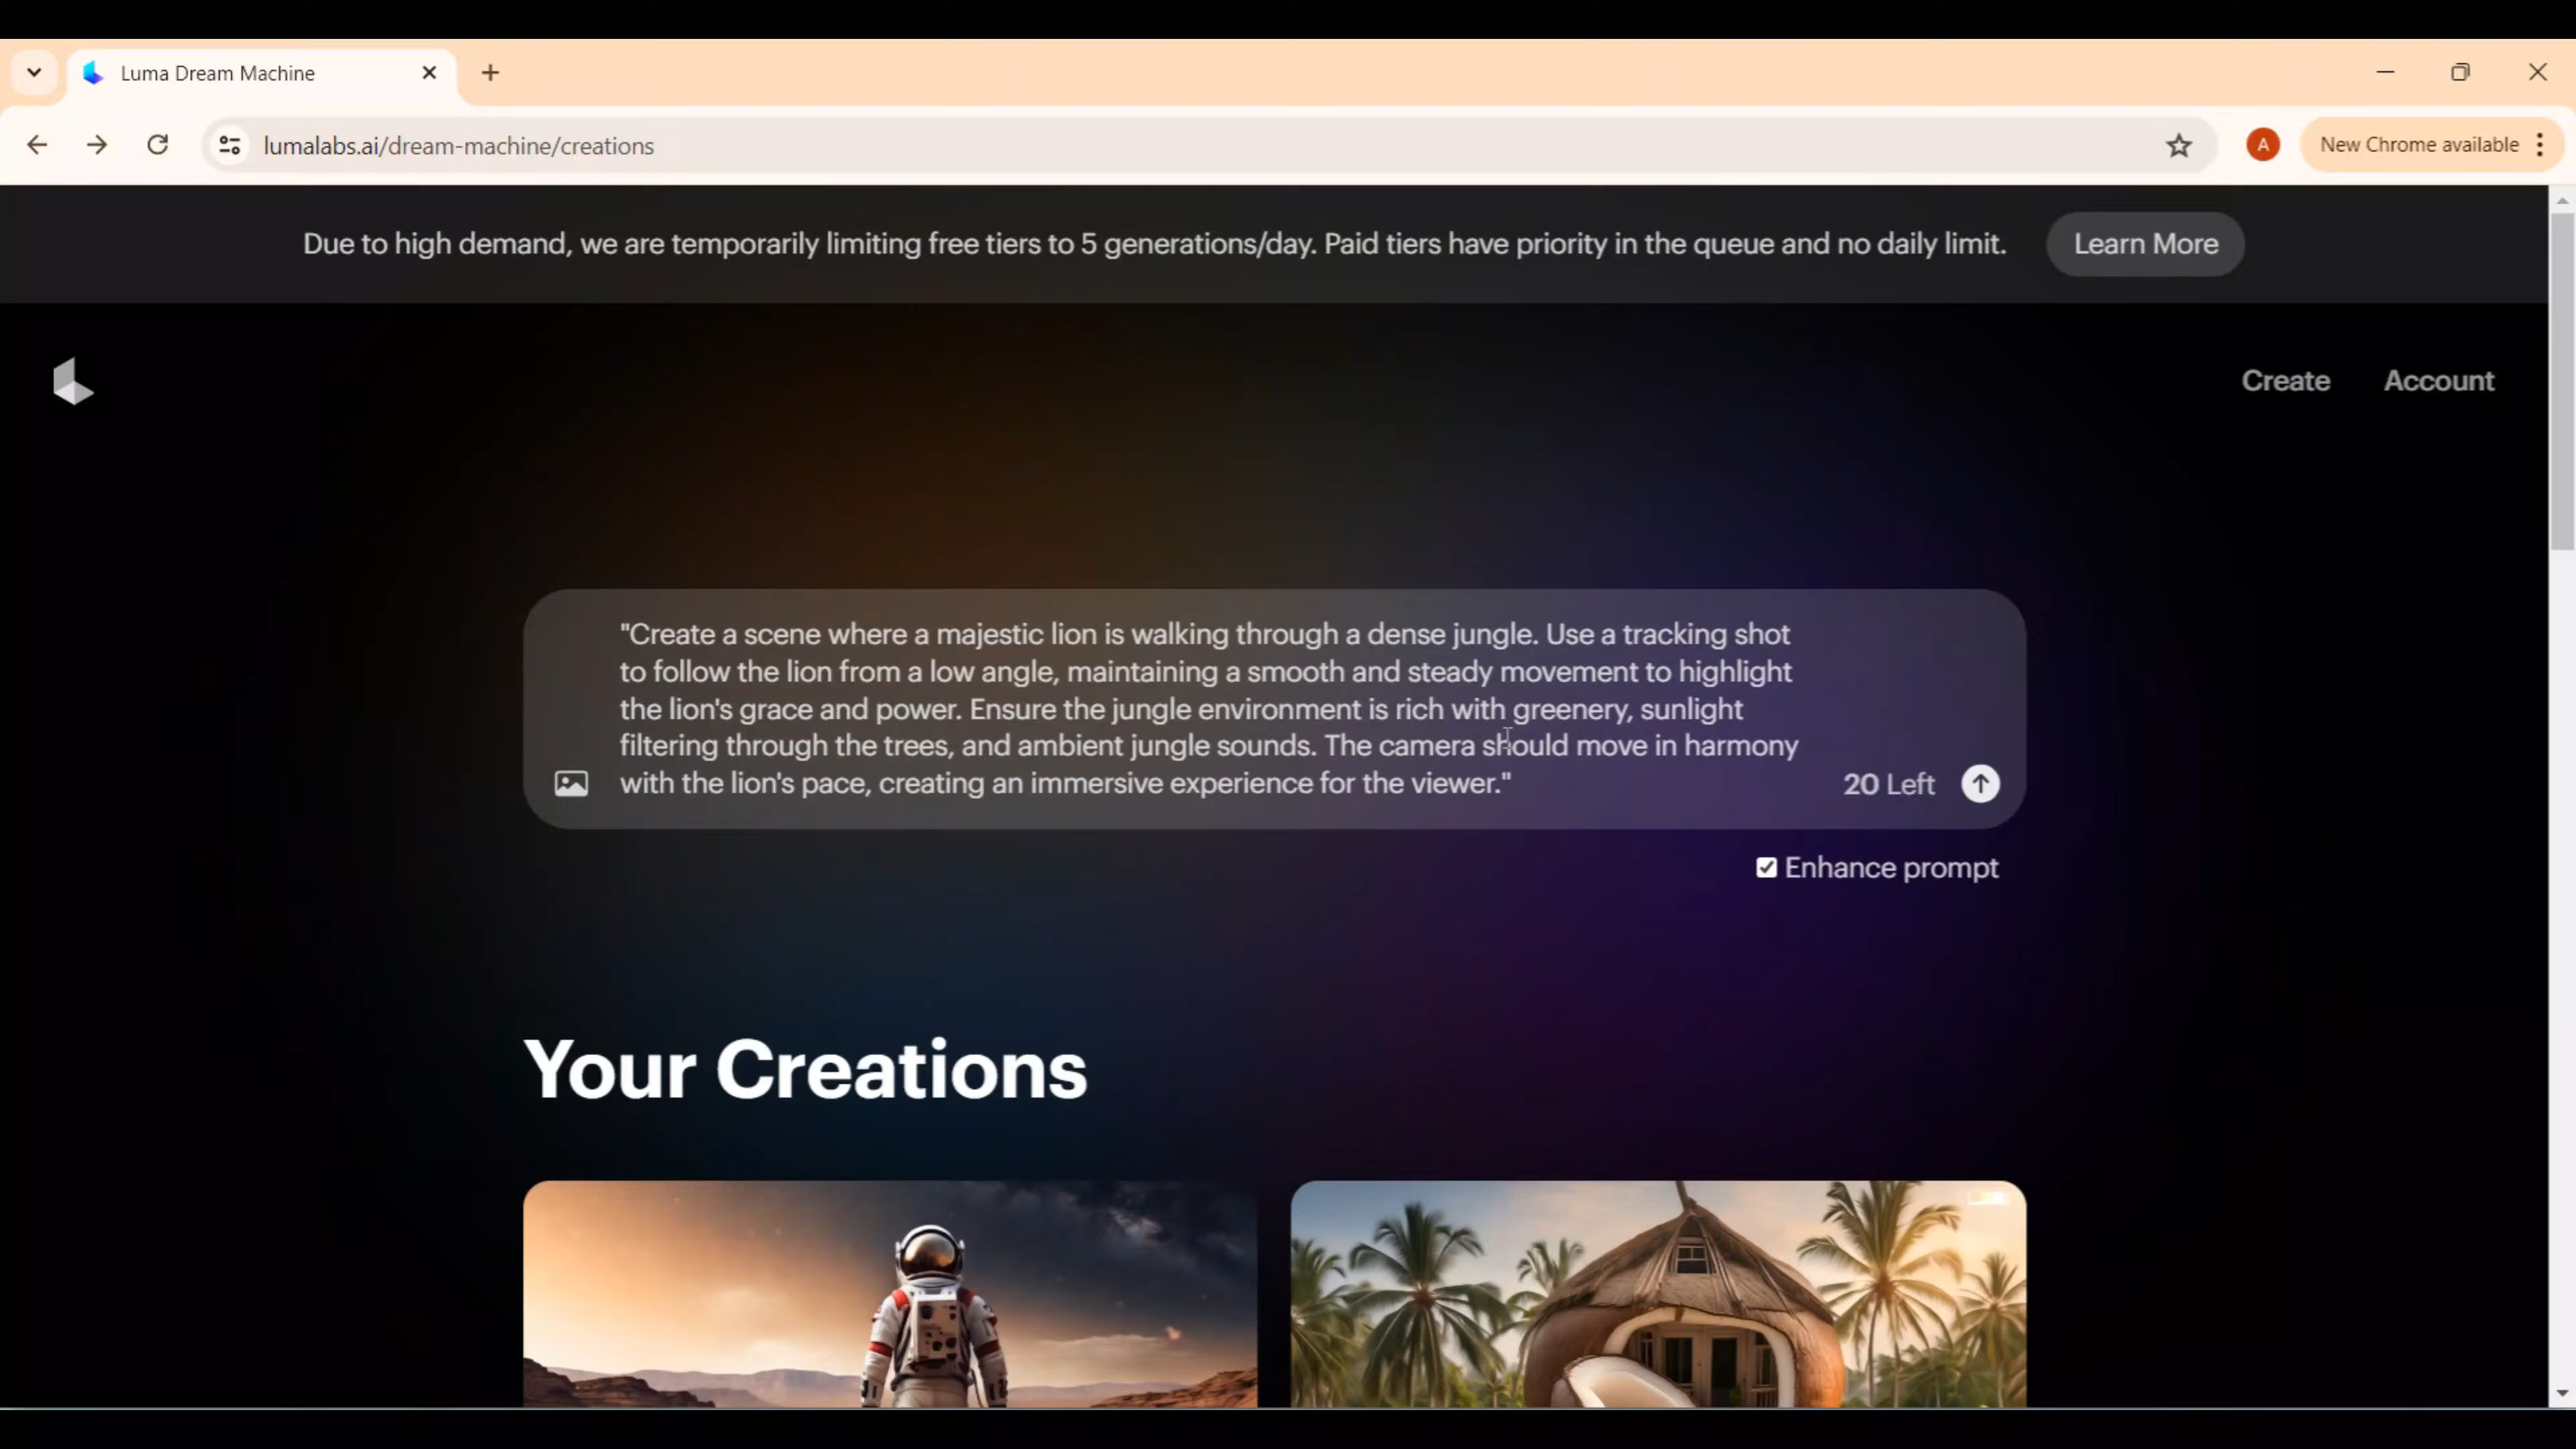 Luma Dream Machine
lumalabs.ai/dream-machine/creations
A
New Chrome available
Due to high demand, we are temporarily limiting free tiers to 5 generations/day. Paid tiers have priority in the queue and no daily limit.
Learn More
Create
Account
"Create a scene where a majestic lion is walking through a dense jungle. Use a tracking shot
to follow the lion from a low angle, maintaining a smooth and steady movement to highlight
the lion's grace and power. Ensure the jungle environment is rich with greenery, sunlight
filtering through the trees, and ambient jungle sounds. The camera should move in harmony
with the lion's pace, creating an immersive experience for the viewer."
20 Left
Enhance prompt
Your Creations